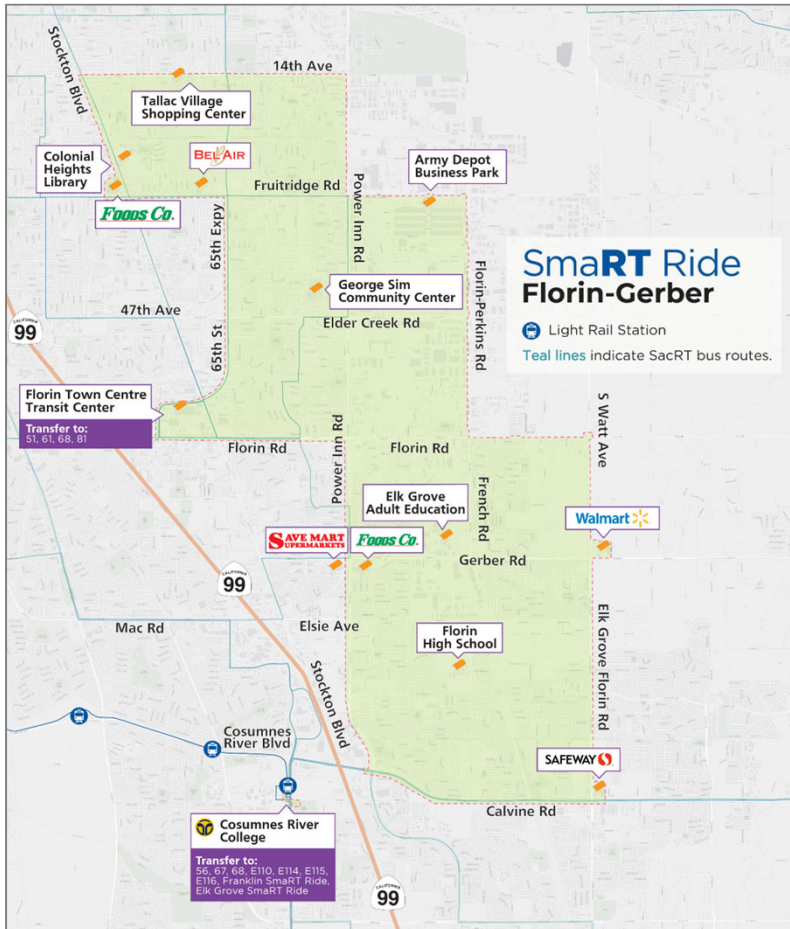 Stockton Blvd
14th Ave
Tallac Village
Shopping Center
Colonial
Heights
Library
BEL AIR
Army Depot
Business Park
Fruitridge Rd
FOODS CO.
65th Expy
Power Inn Rd
SmaRT Ride
Florin-Gerber
Light Rail Station
Teal lines indicate SacRT bus routes.
George Sim
Community Center
47th Ave
Elder Creek Rd
Florin-Perkins Rd
CALIFORNIA
99
65th St
Florin Town Centre
Transit Center
Transfer to:
51, 61, 68, 81
Florin Rd
Power Inn Rd
Florin Rd
S Watt Ave
Elk Grove
Adult Education
French Rd
Walmart
SAVE MART
SUPERMARKETS
FOODS CO.
Gerber Rd
CALIFORNIA
99
Mac Rd
Elsie Ave
Florin
High School
Elk Grove Florin Rd
Stockton Blvd
Cosumnes
River Blvd
SAFEWAY
Calvine Rd
Cosumnes River
College
Transfer to:
56, 67, 68, E110, E114, E115,
E116, Franklin SmaRT Ride,
Elk Grove SmaRT Ride
CALIFORNIA
99